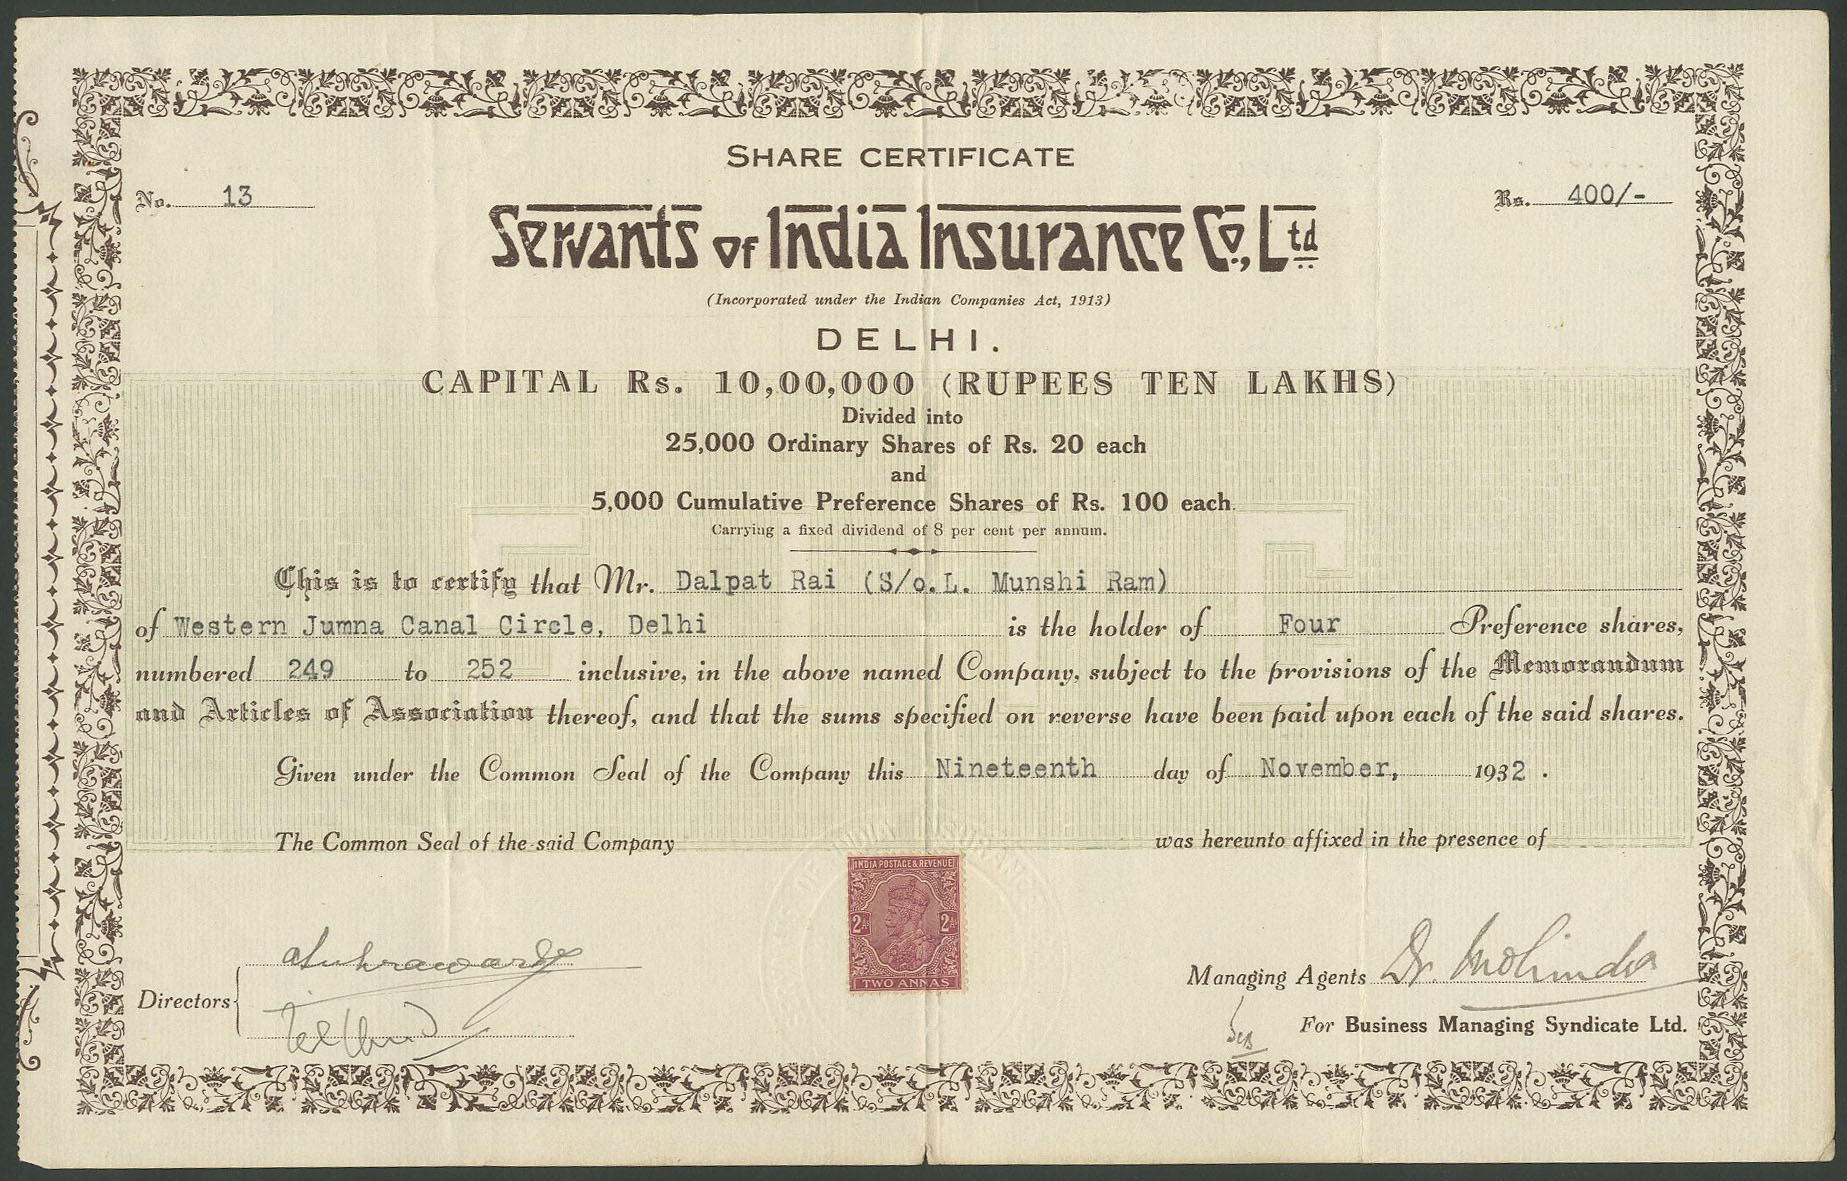 SHARE CERTIFICATE
No. 13
Rs. 400/-
Servants of India Insurance Co., Ltd
(Incorporated under the Indian Companies Act, 1913)
DELHI.
CAPITAL Rs. 10,00,000 (RUPEES TEN LAKHS)
Divided into
25,000 Ordinary Shares of Rs. 20 each
and
5,000 Cumulative Preference Shares of Rs. 100 each.
Carrying a fixed dividend of 8 per cent per annum.
This is to certify that Mr. Dalpat Rai (S/o.L. Munshi Ram)
of Western Jumna Canal Circle, Delhi is the holder of Four Preference shares,
numbered 249 to 252 inclusive, in the above named Company, subject to the provisions of the Memorandum
and Articles of Association thereof, and that the sums specified on reverse have been paid upon each of the said shares.
Given under the Common Seal of the Company this Nineteenth day of November, 1932.
The Common Seal of the said Company was hereunto affixed in the presence of
INDIA INSURANCE
INDIA POSTAGE & REVENUE
2As 2As
TWO ANNAS
Directors
Managing Agents Dr. Mohindra
For Business Managing Syndicate Ltd.